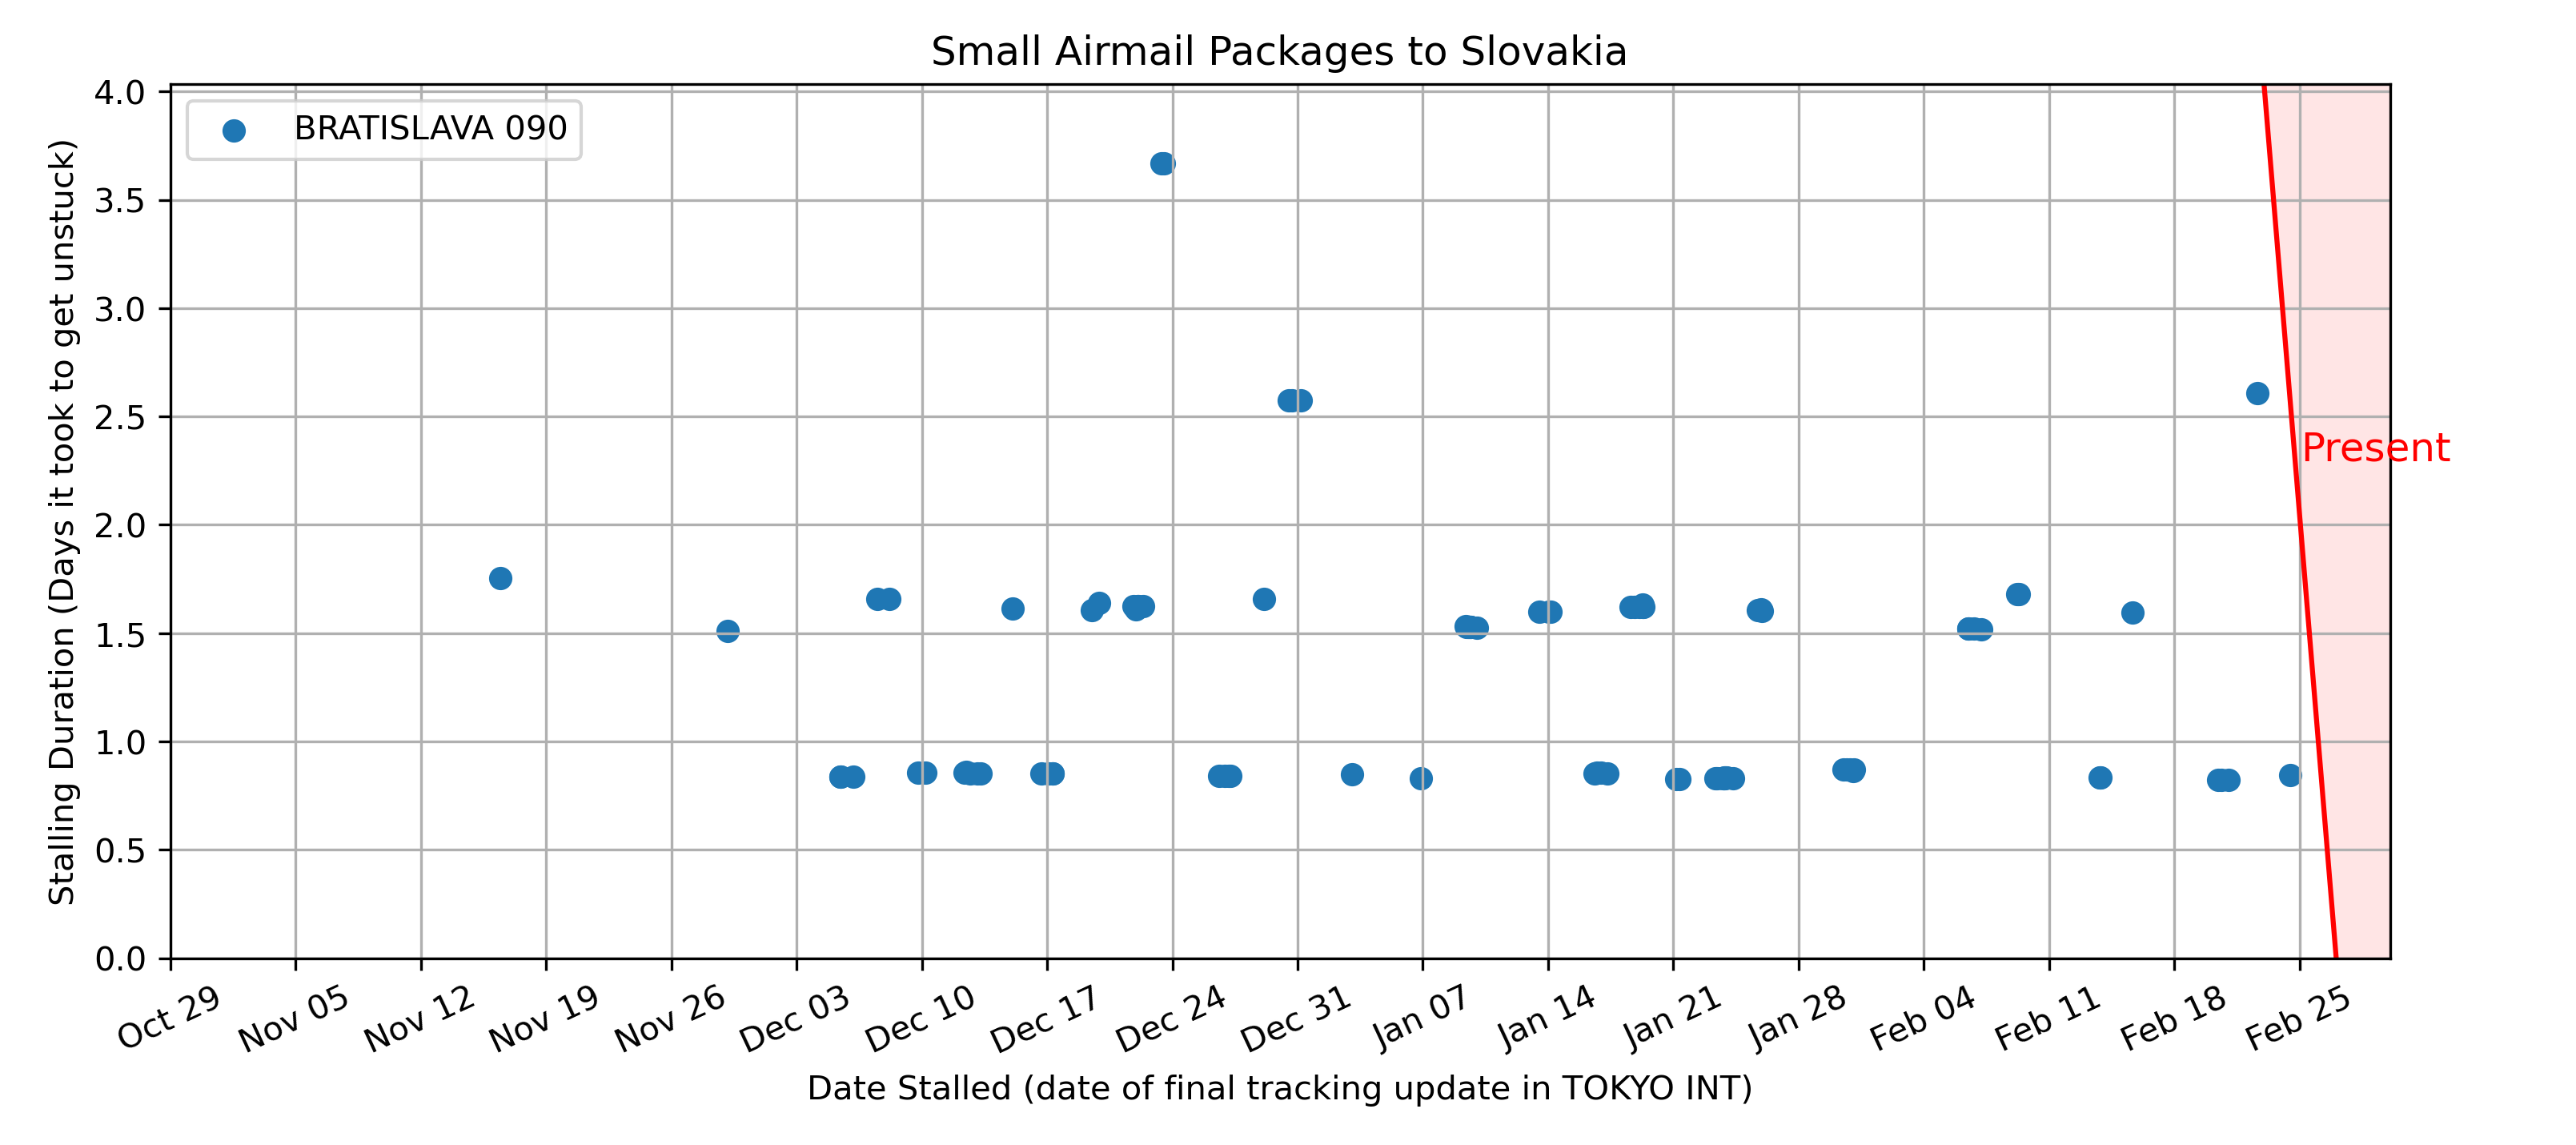 Small Airmail Packages to Slovakia
BRATISLAVA 090
Stalling Duration (Days it took to get unstuck)
4.0
3.5
3.0
2.5
2.0
1.5
1.0
0.5
0.0
Present
Oct 29
Nov 05
Nov 12
Nov 19
Nov 26
Dec 03
Dec 10
Dec 17
Dec 24
Dec 31
Jan 07
Jan 14
Jan 21
Jan 28
Feb 04
Feb 11
Feb 18
Feb 25
Date Stalled (date of final tracking update in TOKYO INT)